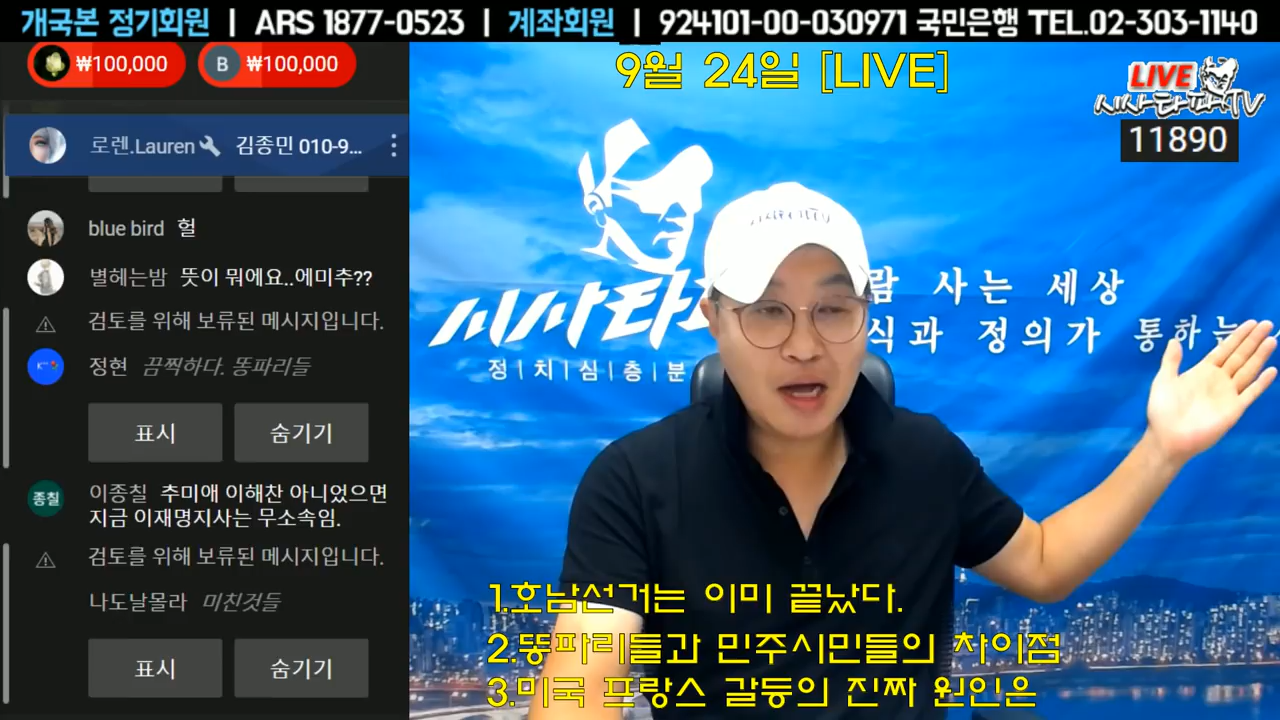 개국본 정기회원 | ARS 1877-0523 | 계좌회원 | 924101-00-030971 국민은행 TEL.02-303-1140
₩100,000 B ₩100,000
9월 24일 [LIVE]
LIVE
시사타파TV
11890
로렌.Lauren 김종민 010-9...
blue bird 헐
별헤는밤 뜻이 뭐에요..에미추??
검토를 위해 보류된 메시지입니다.
정현 끔찍하다. 똥파리들
표시 숨기기
종칠 이종칠 추미애 이해찬 아니었으면
지금 이재명지사는 무소속임.
검토를 위해 보류된 메시지입니다.
나도날몰라 미친것들
표시 숨기기
시사타파TV
시사타
정|치|심|층|분
람 사는 세상
식과 정의가 통하는
1.호남선거는 이미 끝났다.
2.똥파리들과 민주시민들의 차이점
3.미국 프랑스 갈등의 진짜 원인은